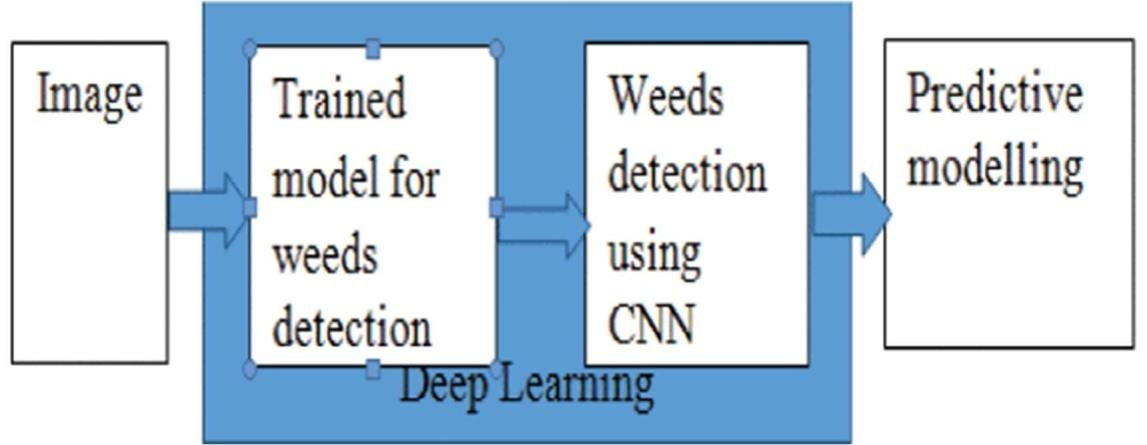 Image
Trained
model for
weeds
detection
Weeds
detection
using
CNN
Predictive
modelling
Deep Learning